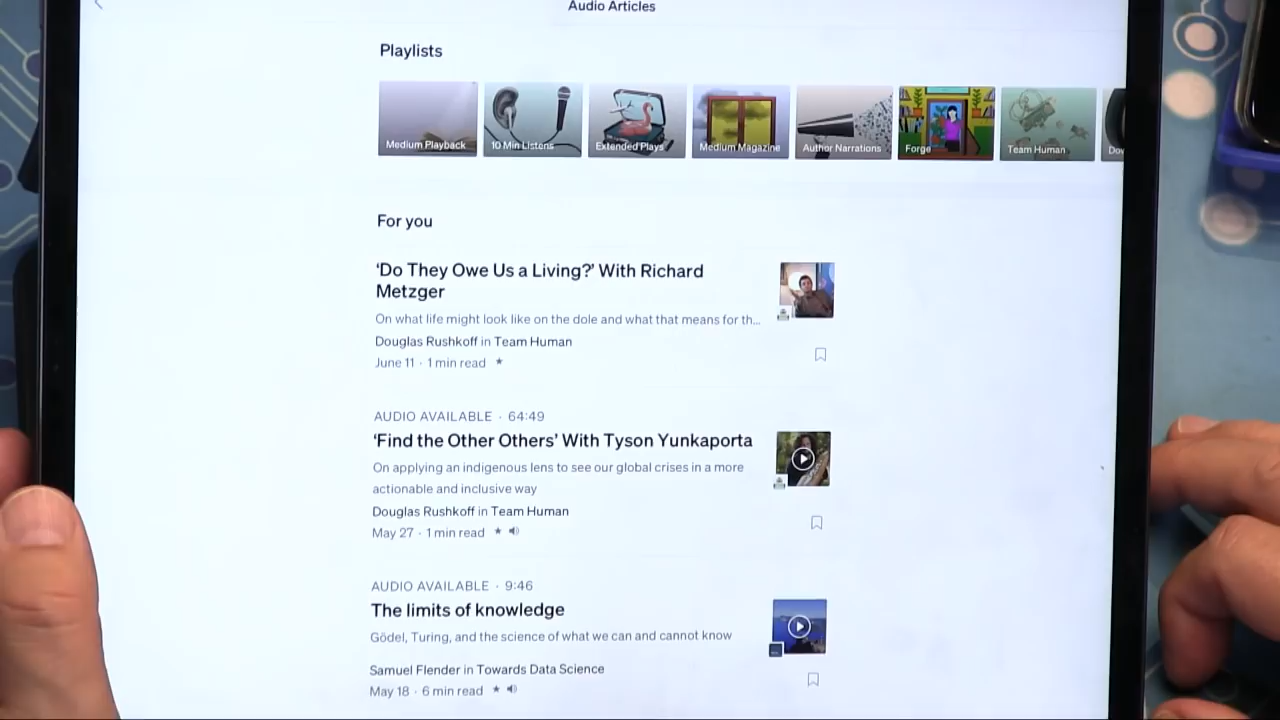 Audio Articles
Playlists
Medium Playback
10 Min Listens
Extended Plays
Medium Magazine
Author Narrations
Forge
Team Human
For you
‘Do They Owe Us a Living?’ With Richard
Metzger
On what life might look like on the dole and what that means for th...
Douglas Rushkoff in Team Human
June 11 · 1 min read ★
AUDIO AVAILABLE · 64:49
‘Find the Other Others’ With Tyson Yunkaporta
On applying an indigenous lens to see our global crises in a more
actionable and inclusive way
Douglas Rushkoff in Team Human
May 27 · 1 min read ★
AUDIO AVAILABLE · 9:46
The limits of knowledge
Gödel, Turing, and the science of what we can and cannot know
Samuel Flender in Towards Data Science
May 18 · 6 min read ★